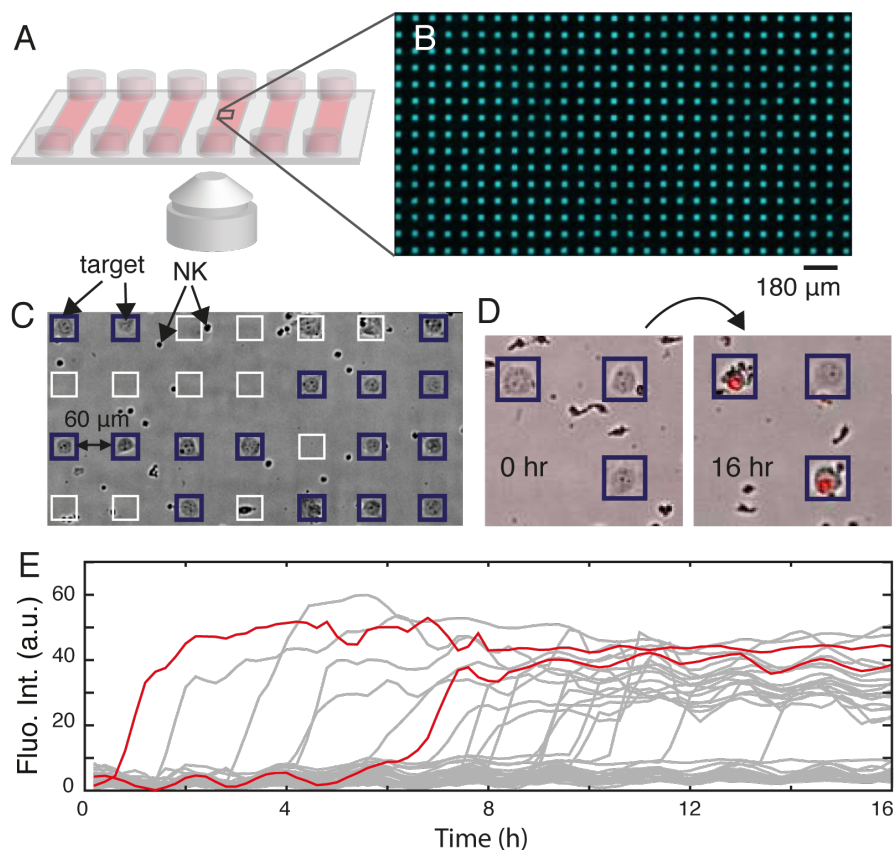 A
B
180 µm
target
NK
C
60 µm
D
0 hr
16 hr
E
Fluo. Int. (a.u.)
60
40
20
0
0
4
8
12
16
Time (h)